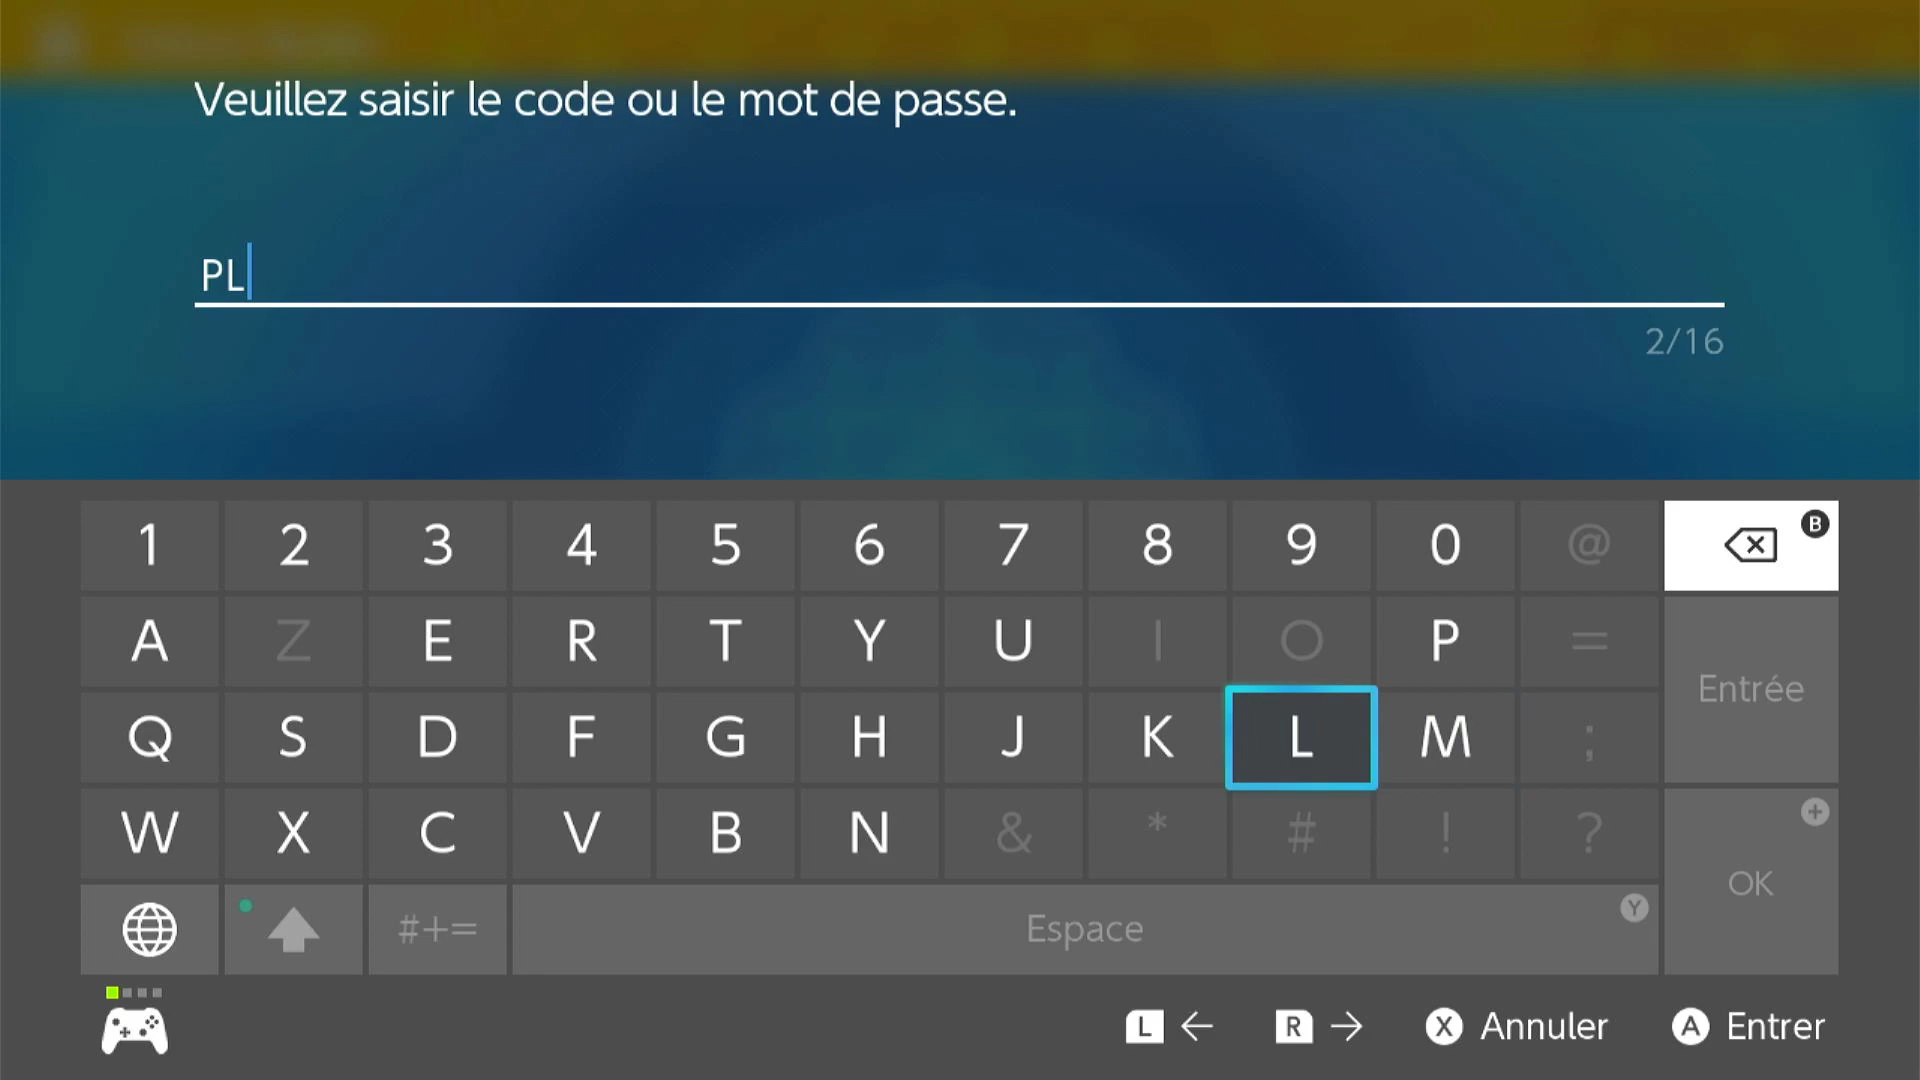 Veuillez saisir le code ou le mot de passe.
PL
2/16
1 2 3 4 5 6 7 8 9 0 @ B
A Z E R T Y U I O P = Entrée
Q S D F G H J K L M ;
W X C V B N & * # ! ? + OK
#+= Espace Y
L ← R → X Annuler A Entrer